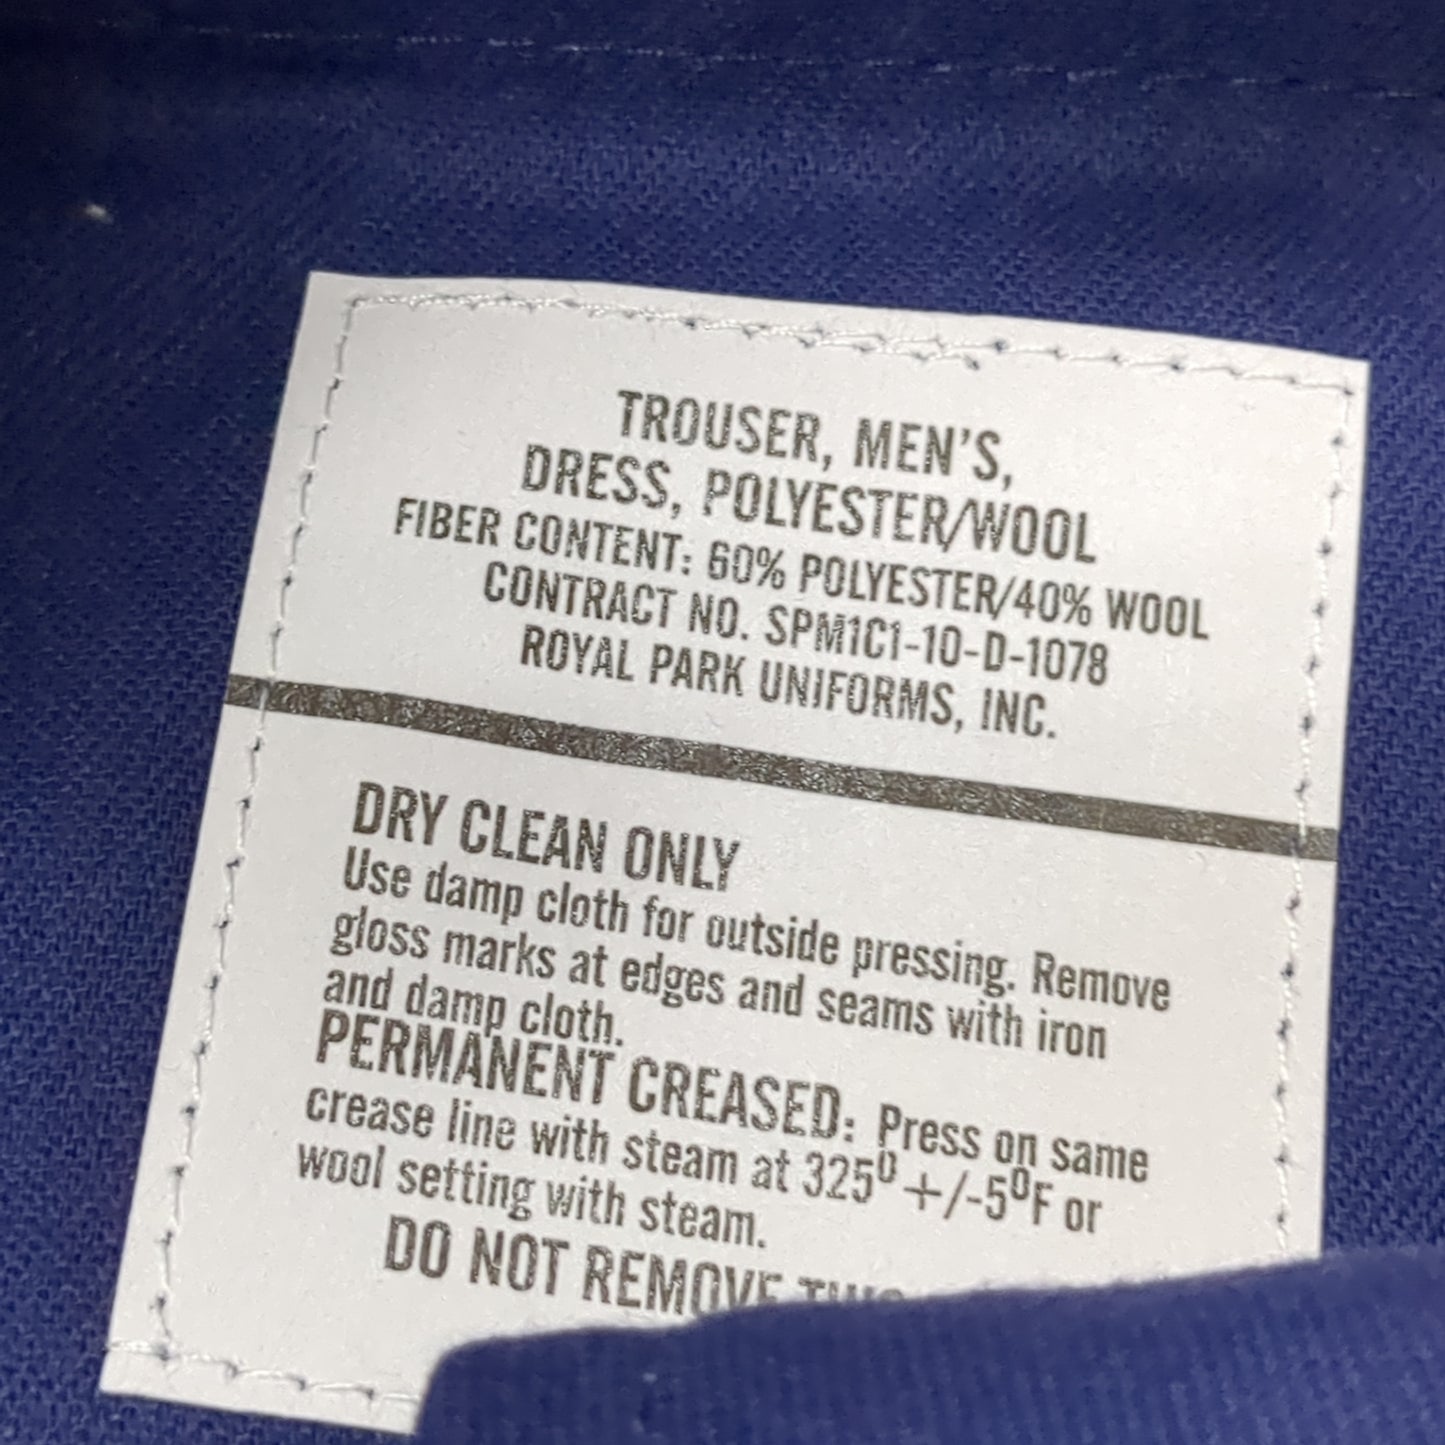 TROUSER, MEN'S,
DRESS, POLYESTER/WOOL
FIBER CONTENT: 60% POLYESTER/40% WOOL
CONTRACT NO. SPM1C1-10-D-1078
ROYAL PARK UNIFORMS, INC.
DRY CLEAN ONLY
Use damp cloth for outside pressing. Remove
gloss marks at edges and seams with iron
and damp cloth.
PERMANENT CREASED: Press on same
crease line with steam at 325⁰+/-5⁰F or
wool setting with steam.
DO NOT REMOVE THIS